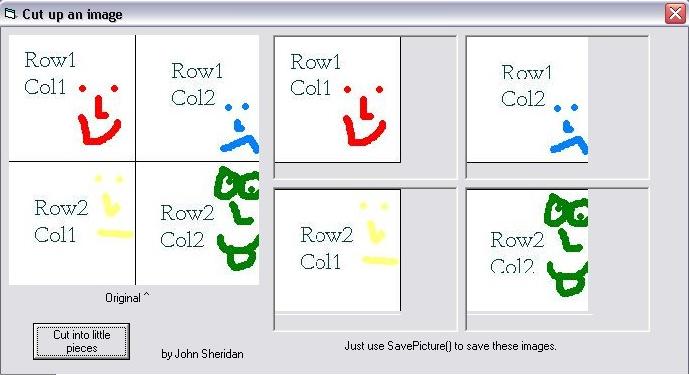 Cut up an image
Row1
Col1
Row1
Col2
Row2
Col1
Row2
Col2
Original ^
Cut into little
pieces
by John Sheridan
Row1
Col1
Row1
Col2
Row2
Col1
Row2
Col2
Just use SavePicture() to save these images.